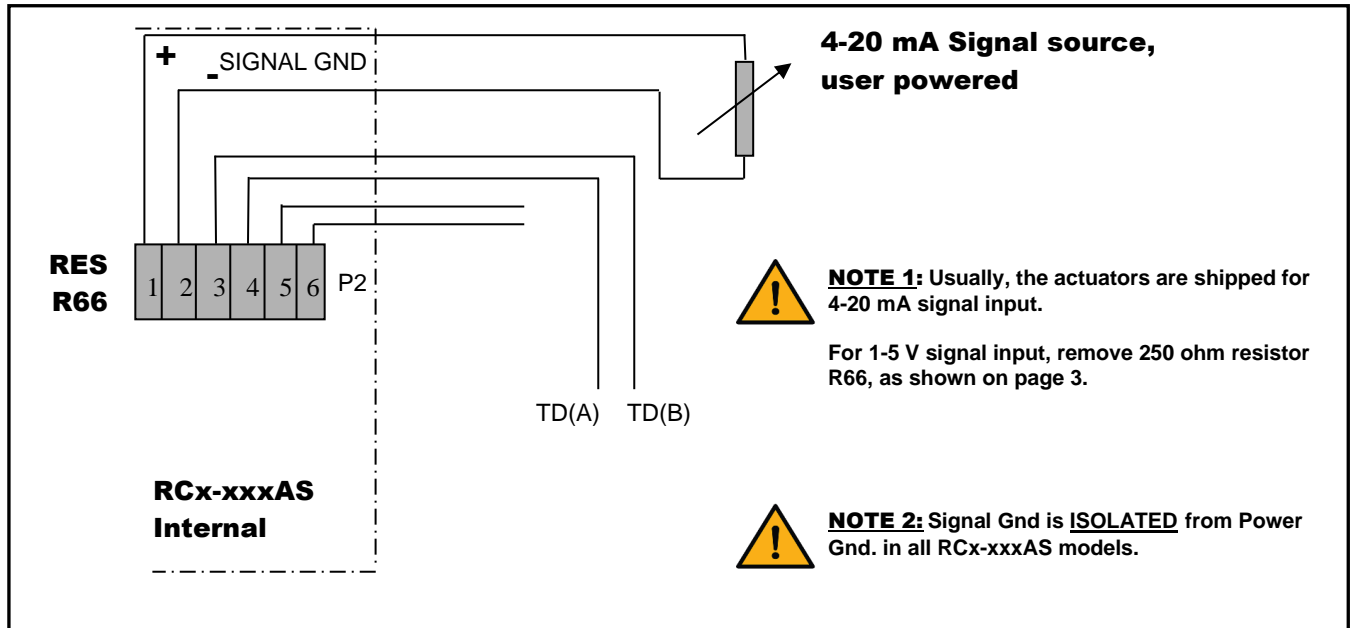 +
-SIGNAL GND
4-20 mA Signal source,
user powered
RES
R66
1 2 3 4 5 6 P2
NOTE 1: Usually, the actuators are shipped for
4-20 mA signal input.
For 1-5 V signal input, remove 250 ohm resistor
R66, as shown on page 3.
TD(A) TD(B)
RCx-xxxAS
Internal
NOTE 2: Signal Gnd is ISOLATED from Power
Gnd. in all RCx-xxxAS models.